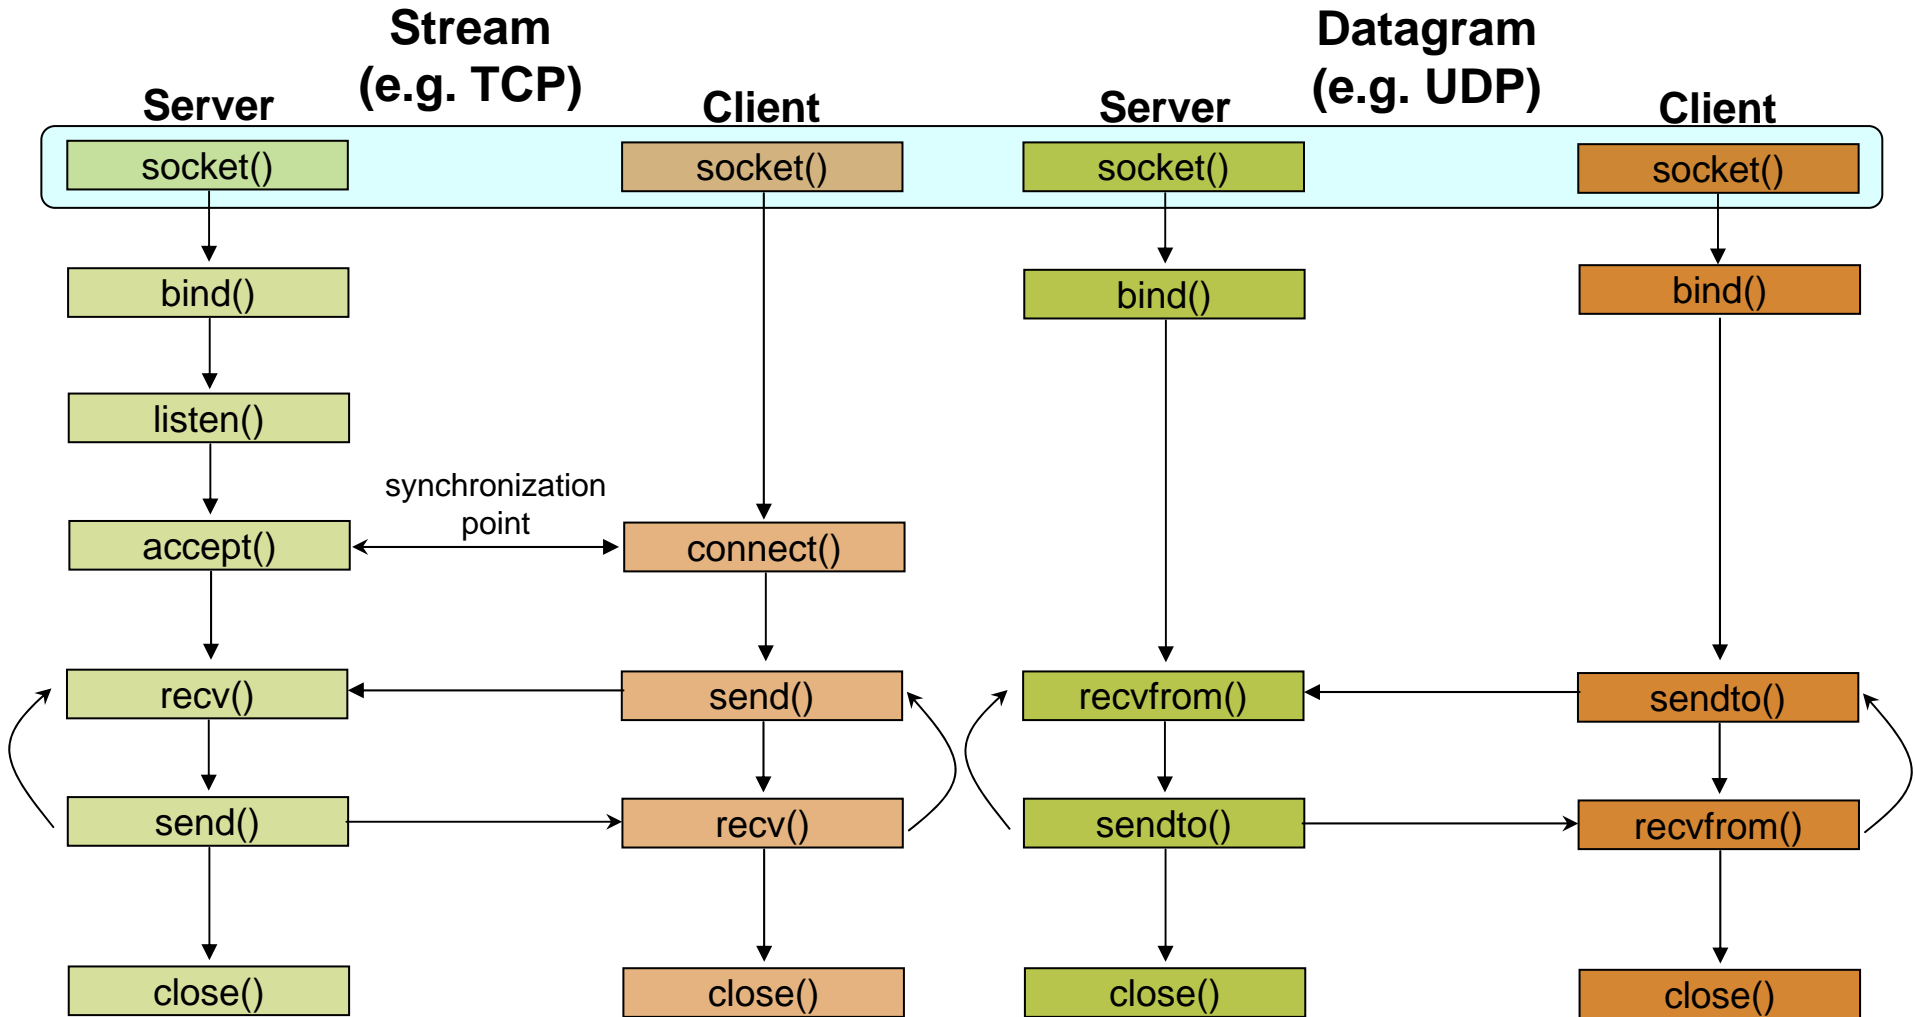 Stream
(e.g. TCP)
Datagram
(e.g. UDP)
Server
Client
Server
Client
socket()
socket()
socket()
socket()
bind()
bind()
bind()
listen()
synchronization
point
accept()
connect()
recv()
send()
recvfrom()
sendto()
send()
recv()
sendto()
recvfrom()
close()
close()
close()
close()